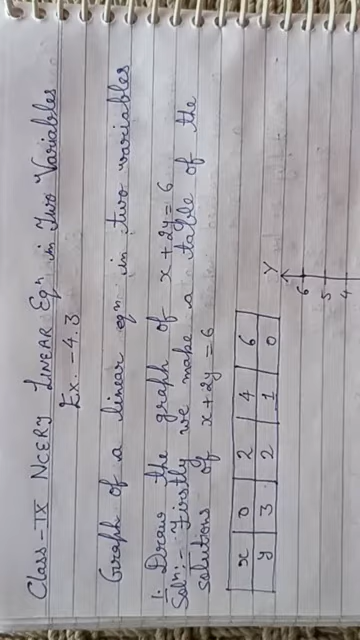 Class-IX NCERY LINEAR Eqn in Two Variables
Ex. - 4.3
Graph of a linear eqn in two variables
1. Draw the graph of x + 2y = 6
Soln:- Firstly we make a table of the
solutions of x + 2y = 6
x 0 2 4 6
y 3 2 1 0
Y
6
5
4